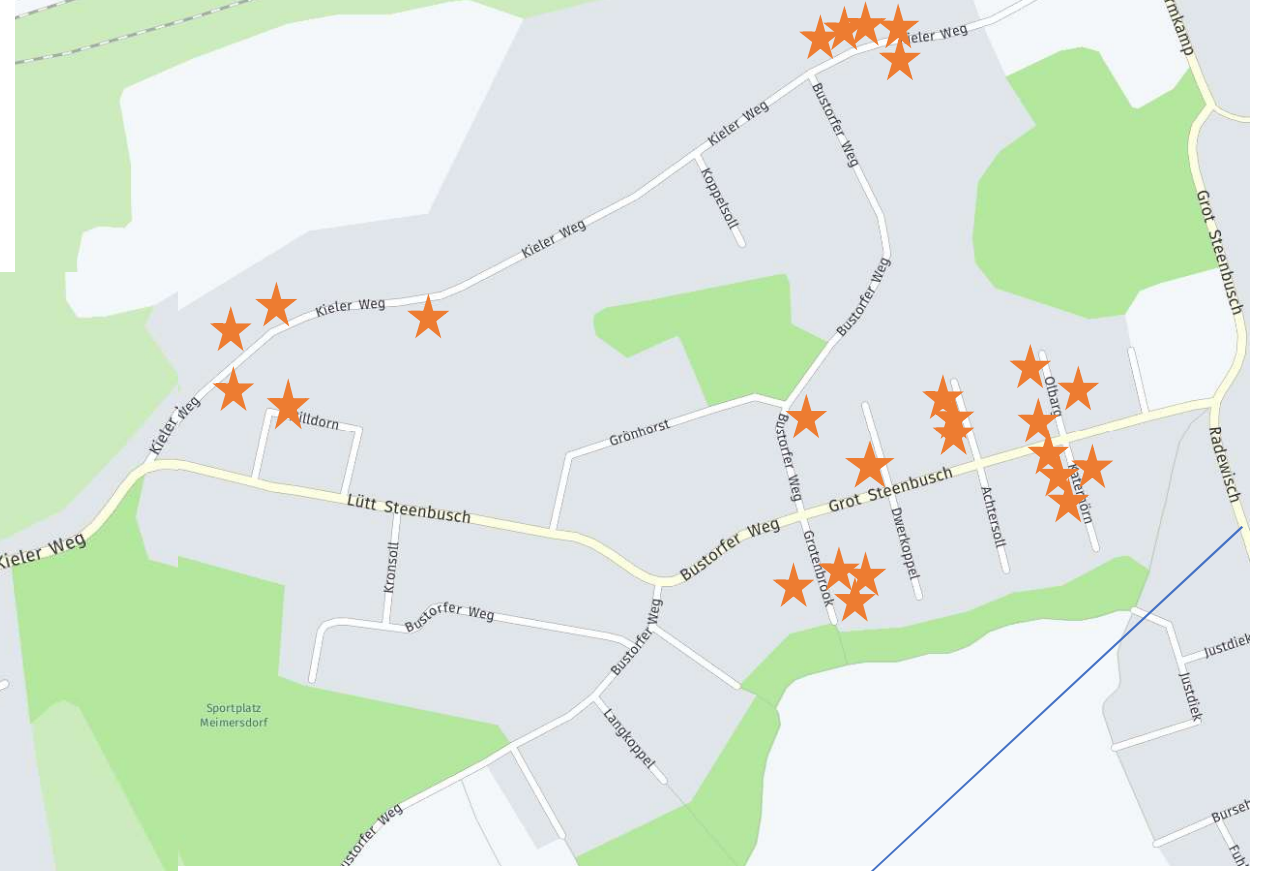 Kieler Weg
Kieler Weg
Bustorfer Weg
Koppelsoll
Grot Steenbusch
Kieler Weg
Bustorfer Weg
Kieler Weg
Olbarg
Kieler Weg
Grönhorst
Bustorfer Weg
Radewisch
Grot Steenbusch
Katerhörn
Lütt Steenbusch
Achtersoll
Dwerkoppel
Bustorfer Weg
Kieler Weg
Kronsoll
Grotenbrook
Bustorfer Weg
Bustorfer Weg
Justdiek
Justdiek
Sportplatz
Meimersdorf
Langkoppel
ustorfer Weg